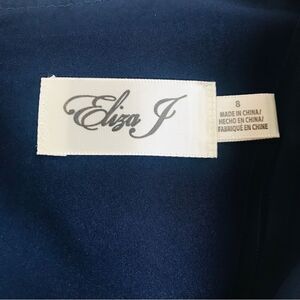 Eliza J
8
MADE IN CHINA/
HECHO EN CHINA/
FABRIQUÉ EN CHINE